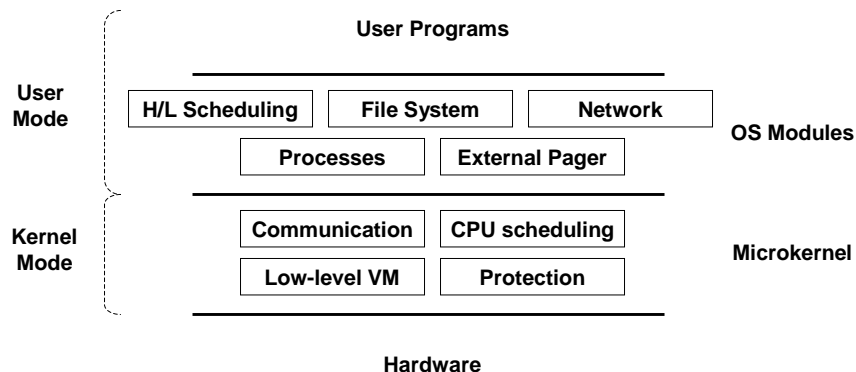 User Programs
User
Mode
H/L Scheduling
File System
Network
OS Modules
Processes
External Pager
Kernel
Mode
Communication
CPU scheduling
Microkernel
Low-level VM
Protection
Hardware